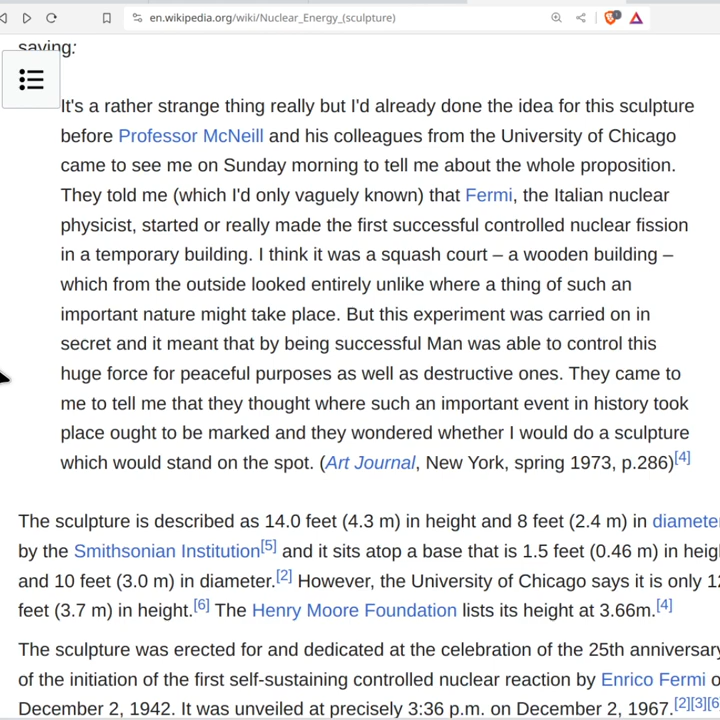 en.wikipedia.org/wiki/Nuclear_Energy_(sculpture)
saying:
It's a rather strange thing really but I'd already done the idea for this sculpture
before Professor McNeill and his colleagues from the University of Chicago
came to see me on Sunday morning to tell me about the whole proposition.
They told me (which I'd only vaguely known) that Fermi, the Italian nuclear
physicist, started or really made the first successful controlled nuclear fission
in a temporary building. I think it was a squash court – a wooden building –
which from the outside looked entirely unlike where a thing of such an
important nature might take place. But this experiment was carried on in
secret and it meant that by being successful Man was able to control this
huge force for peaceful purposes as well as destructive ones. They came to
me to tell me that they thought where such an important event in history took
place ought to be marked and they wondered whether I would do a sculpture
which would stand on the spot. (Art Journal, New York, spring 1973, p.286)[4]
The sculpture is described as 14.0 feet (4.3 m) in height and 8 feet (2.4 m) in diamete
by the Smithsonian Institution[5] and it sits atop a base that is 1.5 feet (0.46 m) in heig
and 10 feet (3.0 m) in diameter.[2] However, the University of Chicago says it is only 12
feet (3.7 m) in height.[6] The Henry Moore Foundation lists its height at 3.66m.[4]
The sculpture was erected for and dedicated at the celebration of the 25th anniversary
of the initiation of the first self-sustaining controlled nuclear reaction by Enrico Fermi o
December 2, 1942. It was unveiled at precisely 3:36 p.m. on December 2, 1967.[2][3][6